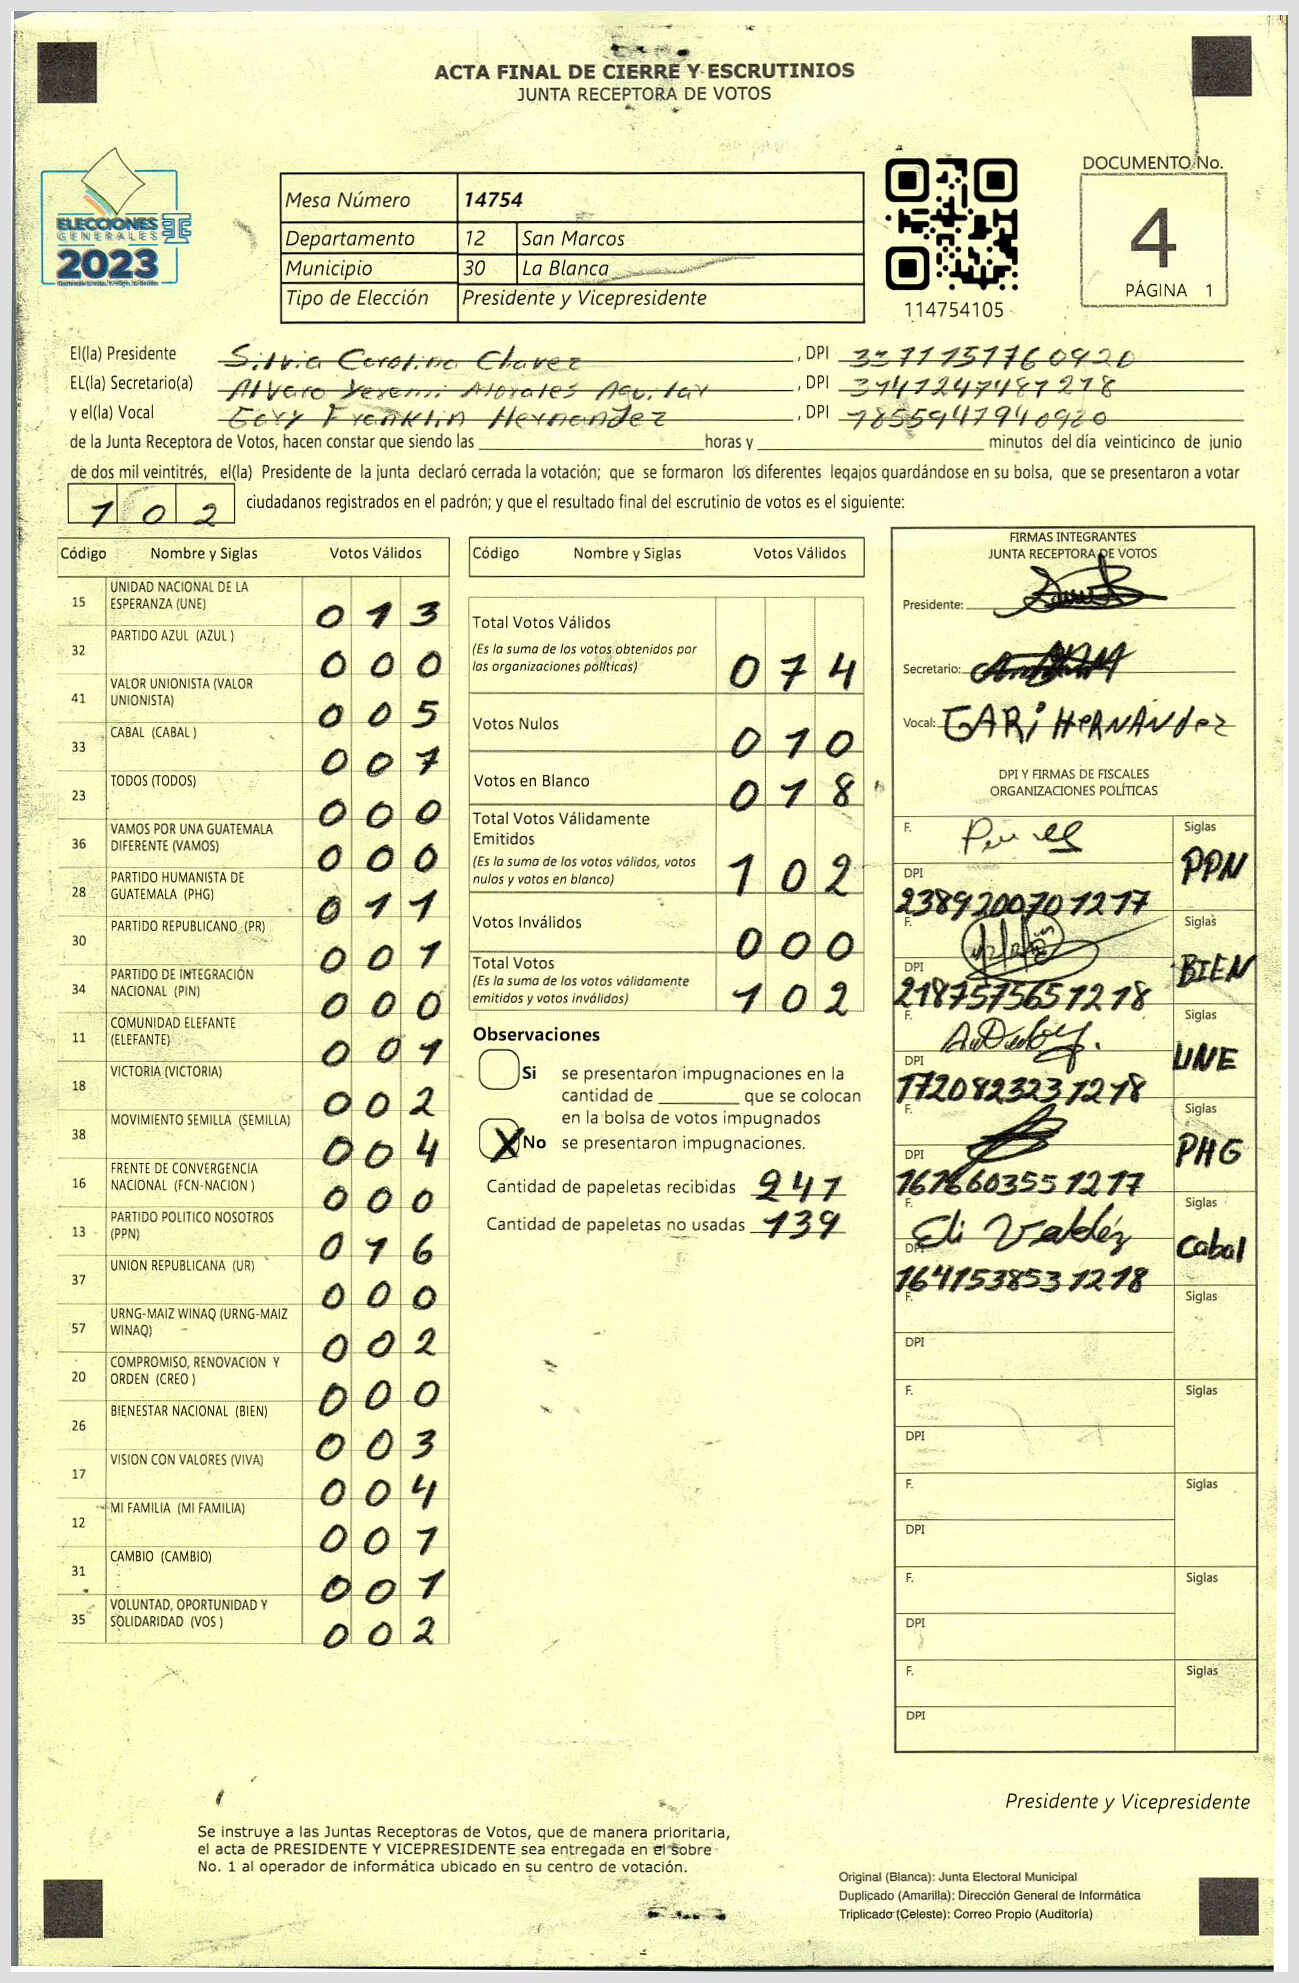 ACTA FINAL DE CIERRE Y ESCRUTINIOS
JUNTA RECEPTORA DE VOTOS
ELECCIONES
GENERALES
2023
Mesa Número 14754
Departamento 12 San Marcos
Municipio 30 La Blanca
Tipo de Elección Presidente y Vicepresidente
114754105
DOCUMENTO No.
4
PÁGINA 1
El(la) Presidente Silvia Carolina Chavez , DPI
EL(la) Secretario(a) Alvaro Yeremi Morales Aguilar , DPI 3141247481218
y el(la) Vocal Gary Franklin Hernandez , DPI
de la Junta Receptora de Votos, hacen constar que siendo las horas y minutos del día veinticinco de junio
de dos mil veintitrés, el(la) Presidente de la junta declaró cerrada la votación; que se formaron los diferentes legajos guardándose en su bolsa, que se presentaron a votar
102 ciudadanos registrados en el padrón; y que el resultado final del escrutinio de votos es el siguiente:
Código Nombre y Siglas Votos Válidos
15 UNIDAD NACIONAL DE LA ESPERANZA (UNE) 013
32 PARTIDO AZUL (AZUL ) 000
41 VALOR UNIONISTA (VALOR UNIONISTA) 005
33 CABAL (CABAL ) 007
23 TODOS (TODOS) 000
36 VAMOS POR UNA GUATEMALA DIFERENTE (VAMOS) 000
28 PARTIDO HUMANISTA DE GUATEMALA (PHG) 011
30 PARTIDO REPUBLICANO (PR) 001
34 PARTIDO DE INTEGRACIÓN NACIONAL (PIN) 000
11 COMUNIDAD ELEFANTE (ELEFANTE) 001
18 VICTORIA (VICTORIA) 002
38 MOVIMIENTO SEMILLA (SEMILLA) 004
16 FRENTE DE CONVERGENCIA NACIONAL (FCN-NACION ) 000
13 PARTIDO POLITICO NOSOTROS (PPN) 016
37 UNION REPUBLICANA (UR) 000
57 URNG-MAIZ WINAQ (URNG-MAIZ WINAQ) 002
20 COMPROMISO, RENOVACION Y ORDEN (CREO ) 000
26 BIENESTAR NACIONAL (BIEN) 003
17 VISION CON VALORES (VIVA) 004
12 MI FAMILIA (MI FAMILIA) 001
31 CAMBIO (CAMBIO) 001
35 VOLUNTAD, OPORTUNIDAD Y SOLIDARIDAD (VOS ) 002
Código Nombre y Siglas Votos Válidos
Total Votos Válidos
(Es la suma de los votos obtenidos por
las organizaciones políticas) 074
Votos Nulos 010
Votos en Blanco 018
Total Votos Válidamente
Emitidos
(Es la suma de los votos válidos, votos
nulos y votos en blanco) 102
Votos Inválidos 000
Total Votos
(Es la suma de los votos válidamente
emitidos y votos inválidos) 102
Observaciones
Si se presentaron impugnaciones en la
cantidad de que se colocan
en la bolsa de votos impugnados
X No se presentaron impugnaciones.
Cantidad de papeletas recibidas 241
Cantidad de papeletas no usadas 139
FIRMAS INTEGRANTES
JUNTA RECEPTORA DE VOTOS
Presidente:
Secretario:
Vocal: GARI HERNANDEZ
DPI Y FIRMAS DE FISCALES
ORGANIZACIONES POLÍTICAS
F. Siglas
DPI PPN
2389200701217
F. Siglas
DPI BIEN
2187575651218
F. Siglas
DPI UNE
1720823231218
F. Siglas
DPI PHG
1676603551217
F. Eli Valdéz Siglas
DPI Cabal
1641538531218
F. Siglas
DPI
F. Siglas
DPI
F. Siglas
DPI
F. Siglas
DPI
F. Siglas
DPI
Presidente y Vicepresidente
Se instruye a las Juntas Receptoras de Votos, que de manera prioritaria,
el acta de PRESIDENTE Y VICEPRESIDENTE sea entregada en el sobre
No. 1 al operador de informática ubicado en su centro de votación.
Original (Blanca): Junta Electoral Municipal
Duplicado (Amarilla): Dirección General de Informática
Triplicado (Celeste): Correo Propio (Auditoría)